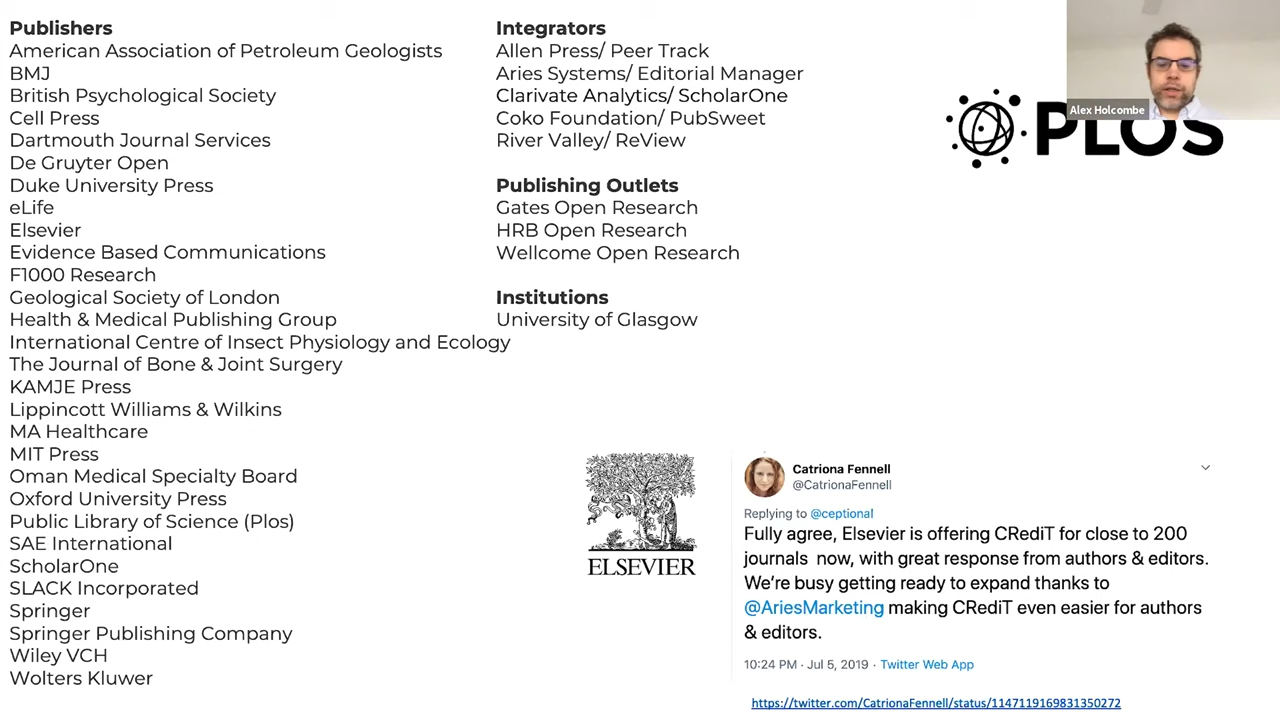 Publishers
American Association of Petroleum Geologists
BMJ
British Psychological Society
Cell Press
Dartmouth Journal Services
De Gruyter Open
Duke University Press
eLife
Elsevier
Evidence Based Communications
F1000 Research
Geological Society of London
Health & Medical Publishing Group
International Centre of Insect Physiology and Ecology
The Journal of Bone & Joint Surgery
KAMJE Press
Lippincott Williams & Wilkins
MA Healthcare
MIT Press
Oman Medical Specialty Board
Oxford University Press
Public Library of Science (Plos)
SAE International
ScholarOne
SLACK Incorporated
Springer
Springer Publishing Company
Wiley VCH
Wolters Kluwer
Integrators
Allen Press/ Peer Track
Aries Systems/ Editorial Manager
Clarivate Analytics/ ScholarOne
Coko Foundation/ PubSweet
River Valley/ ReView
Publishing Outlets
Gates Open Research
HRB Open Research
Wellcome Open Research
Institutions
University of Glasgow
Alex Holcombe
PLOS
ELSEVIER
Catriona Fennell
@CatrionaFennell
Replying to @ceptional
Fully agree, Elsevier is offering CRediT for close to 200
journals now, with great response from authors & editors.
We're busy getting ready to expand thanks to
@AriesMarketing making CRediT even easier for authors
& editors.
10:24 PM · Jul 5, 2019 · Twitter Web App
https://twitter.com/CatrionaFennell/status/1147119169831350272